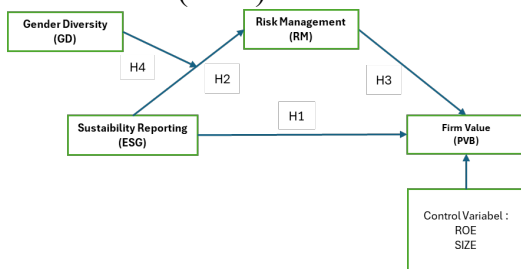 Gender Diversity
(GD)
Risk Management
(RM)
H4
H2
H3
Sustaibility Reporting
(ESG)
H1
Firm Value
(PVB)
Control Variabel :
ROE
SIZE